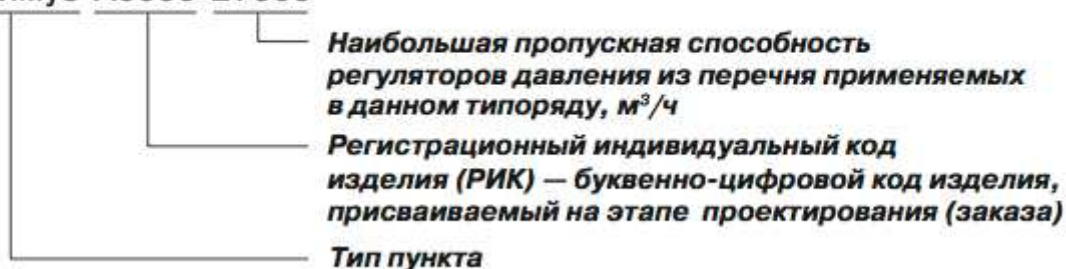 Наибольшая пропускная способность
регуляторов давления из перечня применяемых
в данном типоряду, м³/ч
Регистрационный индивидуальный код
изделия (РИК) — буквенно-цифровой код изделия,
присваиваемый на этапе проектирования (заказа)
Тип пункта